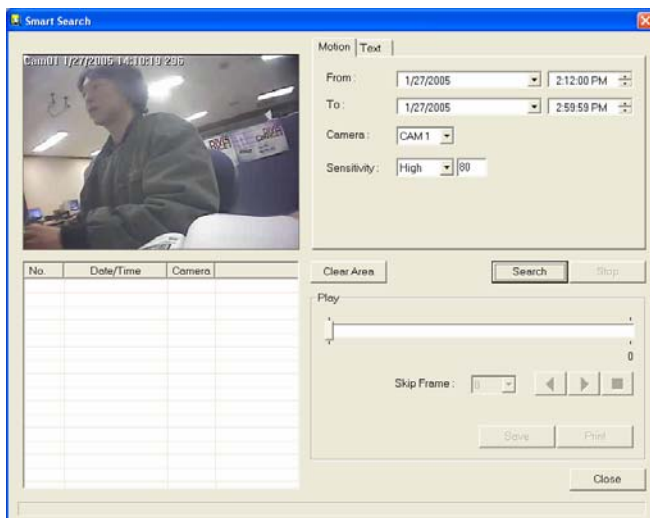 Smart Search
Cam01 1/27/2005 14:10:19 296
Motion Text
From : 1/27/2005 2:12:00 PM
To : 1/27/2005 2:59:59 PM
Camera : CAM 1
Sensitivity : High 80
No. Date/Time Camera
Clear Area Search Stop
Play
0
Skip Frame :
Save Print
Close